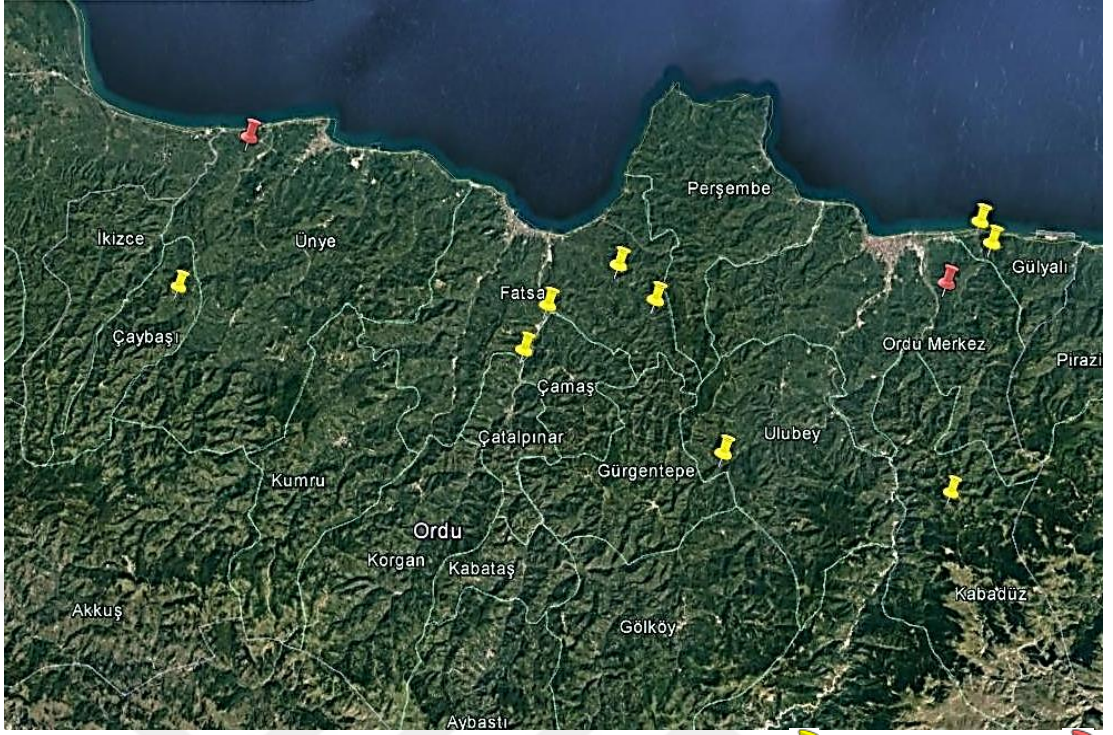 Perşembe
İkizce
Ünye
Gülyalı
Fatsa
Çaybaşı
Ordu Merkez
Pirazi
Çamaş
Çatalpınar
Ulubey
Gürgentepe
Kumru
Ordu
Korgan
Kabataş
Kabadüz
Akkuş
Gölköy
Aybastı